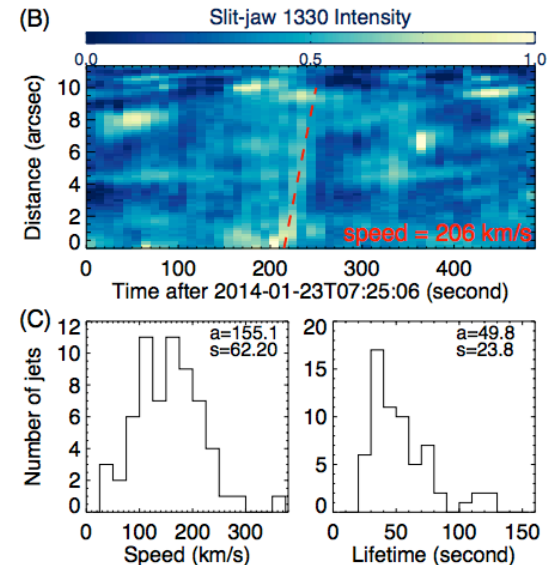 (B)
Slit-jaw 1330 Intensity
0.0 0.5 1.0
10
8
6
4
2
0
Distance (arcsec)
speed = 206 km/s
0 100 200 300 400
Time after 2014-01-23T07:25:06 (second)
(C)
12
10
8
6
4
2
0
Number of jets
a=155.1
s=62.20
0 100 200 300
Speed (km/s)
20
15
10
5
0
a=49.8
s=23.8
0 50 100 150
Lifetime (second)